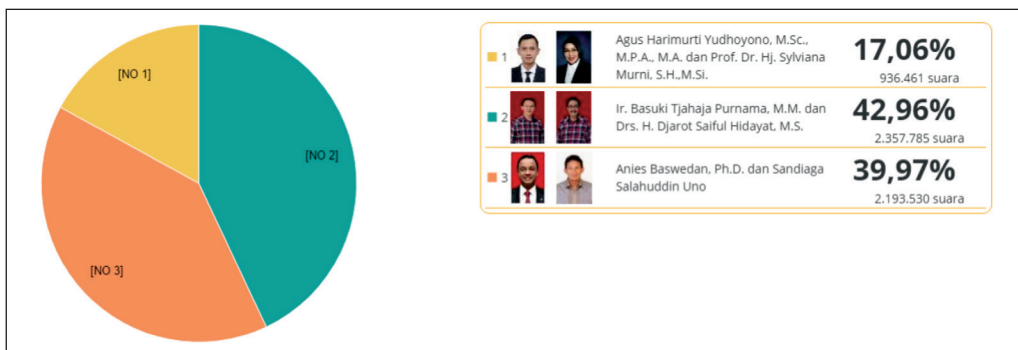 [NO 1]
[NO 2]
[NO 3]
1
Agus Harimurti Yudhoyono, M.Sc.,
M.P.A., M.A. dan Prof. Dr. Hj. Sylviana
Murni, S.H.,M.Si.
17,06%
936.461 suara
2
Ir. Basuki Tjahaja Purnama, M.M. dan
Drs. H. Djarot Saiful Hidayat, M.S.
42,96%
2.357.785 suara
3
Anies Baswedan, Ph.D. dan Sandiaga
Salahuddin Uno
39,97%
2.193.530 suara